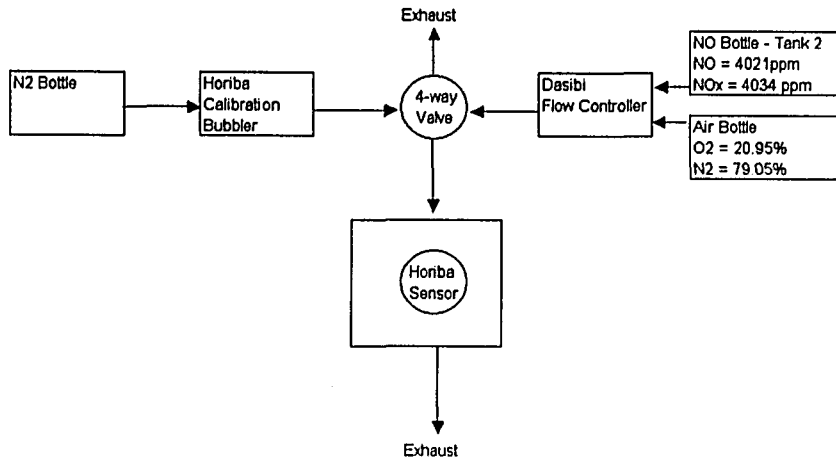 Exhaust
N2 Bottle
Horiba
Calibration
Bubbler
4-way
Valve
Dasibi
Flow Controller
NO Bottle - Tank 2
NO = 4021ppm
NOx = 4034 ppm
Air Bottle
O2 = 20.95%
N2 = 79.05%
Horiba
Sensor
Exhaust